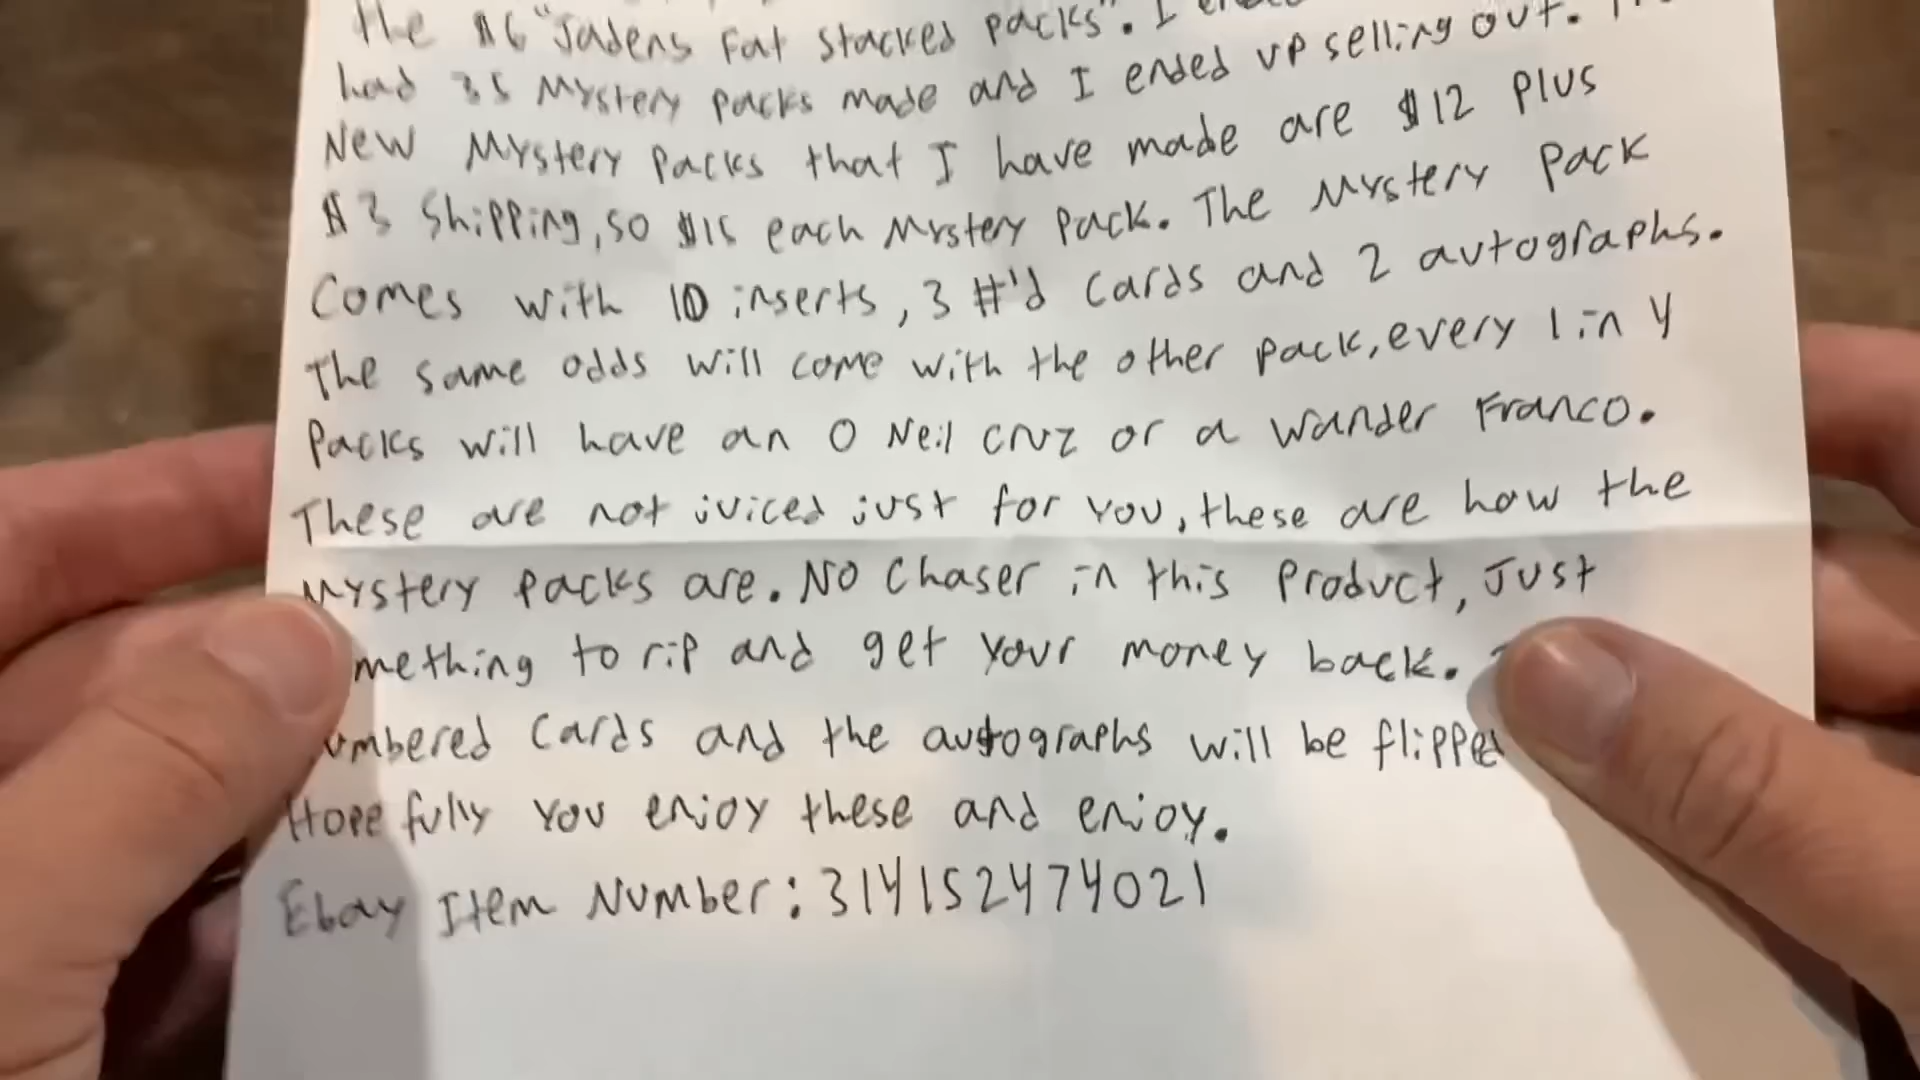 the $6 "Jadens Fat Stacked packs". I
had 35 Mystery packs made and I ended up selling out.
New Mystery Packs that I have made are $12 plus
$3 Shipping, so $15 each Mystery Pack. The Mystery Pack
Comes with 10 inserts, 3 #'d Cards and 2 autographs.
The same odds will come with the other pack, every 1 in 4
Packs will have an O Neil Cruz or a Wander Franco.
These are not juiced just for you, these are how the
Mystery packs are. No Chaser in this Product, Just
mething to rip and get your money back.
umbered Cards and the autographs will be flipped
Hopefully you enjoy these and enjoy.
Ebay Item Number: 314152474021